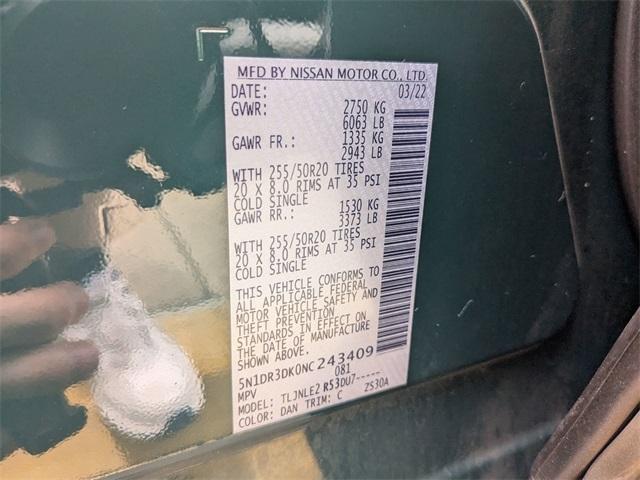 MFD BY NISSAN MOTOR CO., LTD.
DATE: 03/22
GVWR: 2750 KG
6063 LB
GAWR FR.: 1335 KG
2943 LB
WITH 255/50R20 TIRES
20 X 8.0 RIMS AT 35 PSI
COLD SINGLE
GAWR RR.: 1530 KG
3373 LB
WITH 255/50R20 TIRES
20 X 8.0 RIMS AT 35 PSI
COLD SINGLE
THIS VEHICLE CONFORMS TO
ALL APPLICABLE FEDERAL
MOTOR VEHICLE SAFETY AND
THEFT PREVENTION
STANDARDS IN EFFECT ON
THE DATE OF MANUFACTURE
SHOWN ABOVE.
5N1DR3DK0NC243409
MPV 081
MODEL: TLJNLE2 R53DU7-----
COLOR: DAN TRIM: C ZS30A